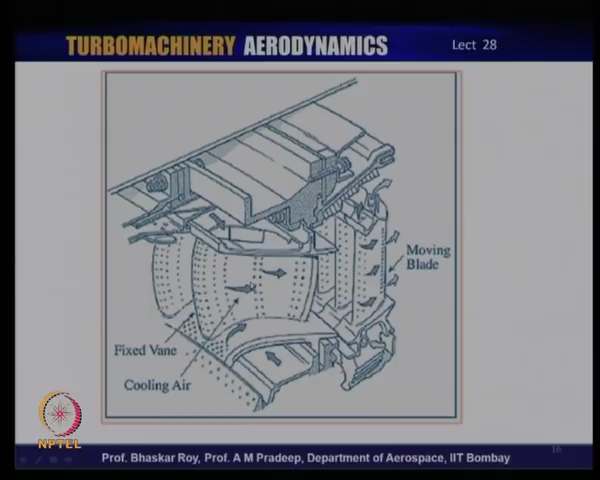 TURBOMACHINERY AERODYNAMICS
Lect 28
Moving
Blade
Fixed Vane
Cooling Air
NPTEL
16
Prof. Bhaskar Roy, Prof. A M Pradeep, Department of Aerospace, IIT Bombay